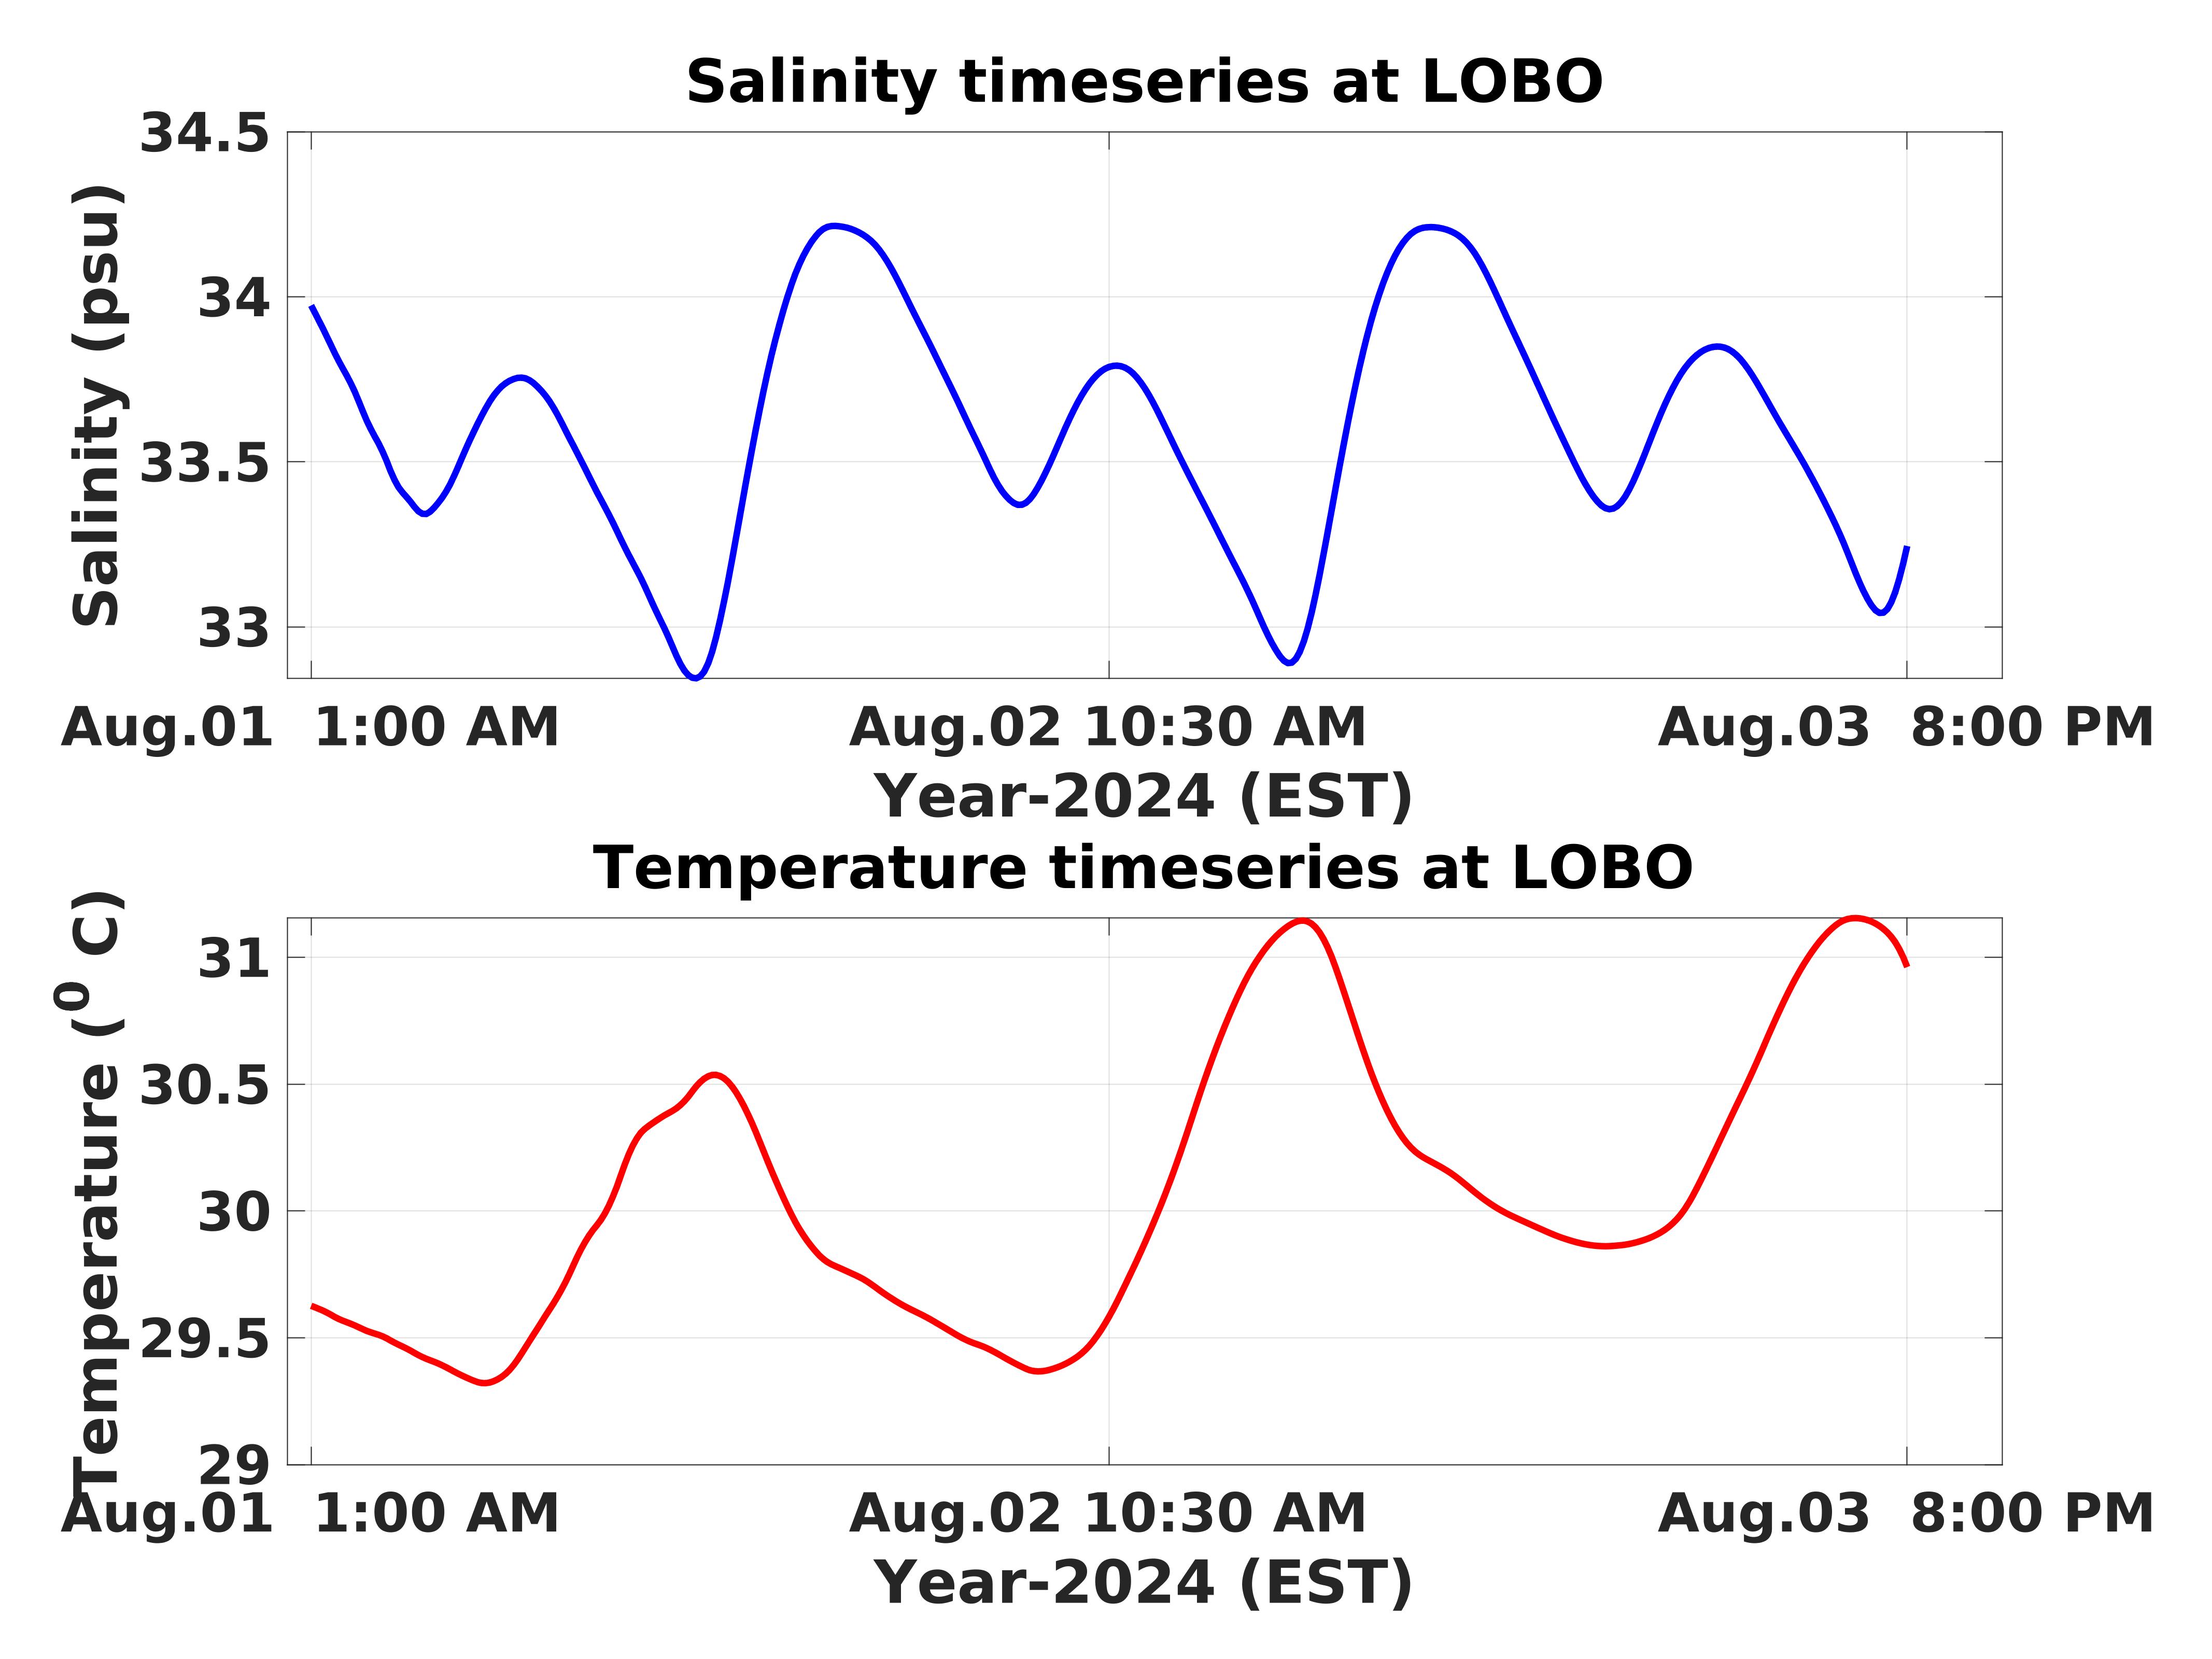 Salinity timeseries at LOBO
Salinity (psu)
34.5
34
33.5
33
Aug.01  1:00 AM
Aug.02 10:30 AM
Aug.03  8:00 PM
Year-2024 (EST)
Temperature timeseries at LOBO
Temperature (⁰ C)
31
30.5
30
29.5
29
Aug.01  1:00 AM
Aug.02 10:30 AM
Aug.03  8:00 PM
Year-2024 (EST)